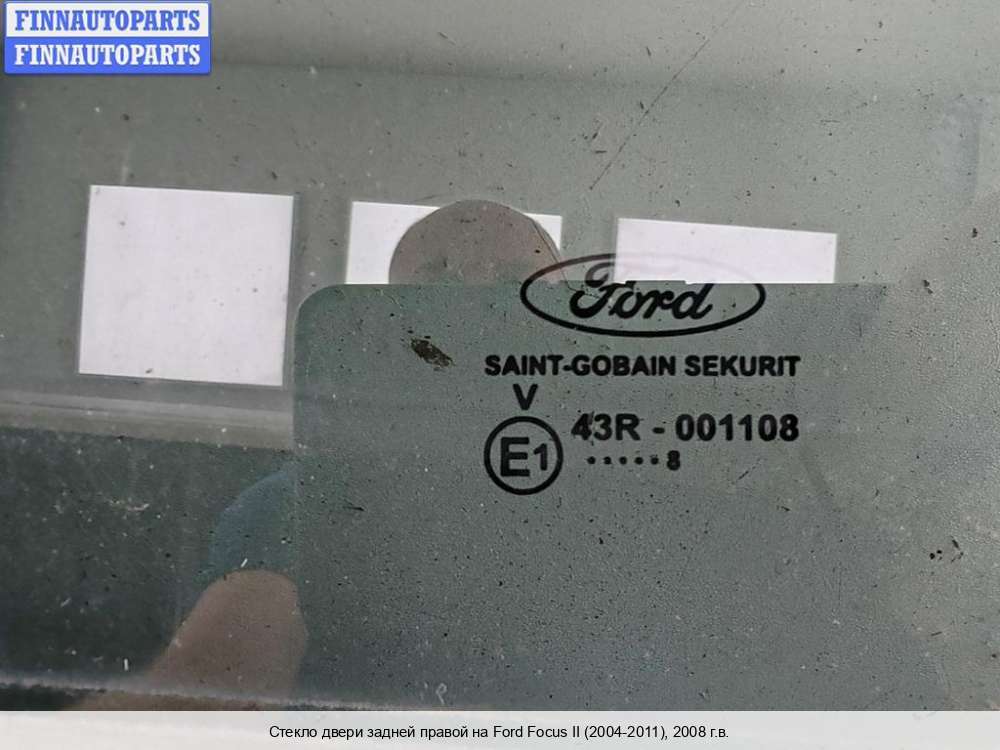 FINNAUTOPARTS
FINNAUTOPARTS
Ford
SAINT-GOBAIN SEKURIT
V
E1 43R - 001108
.....8
Стекло двери задней правой на Ford Focus II (2004-2011), 2008 г.в.